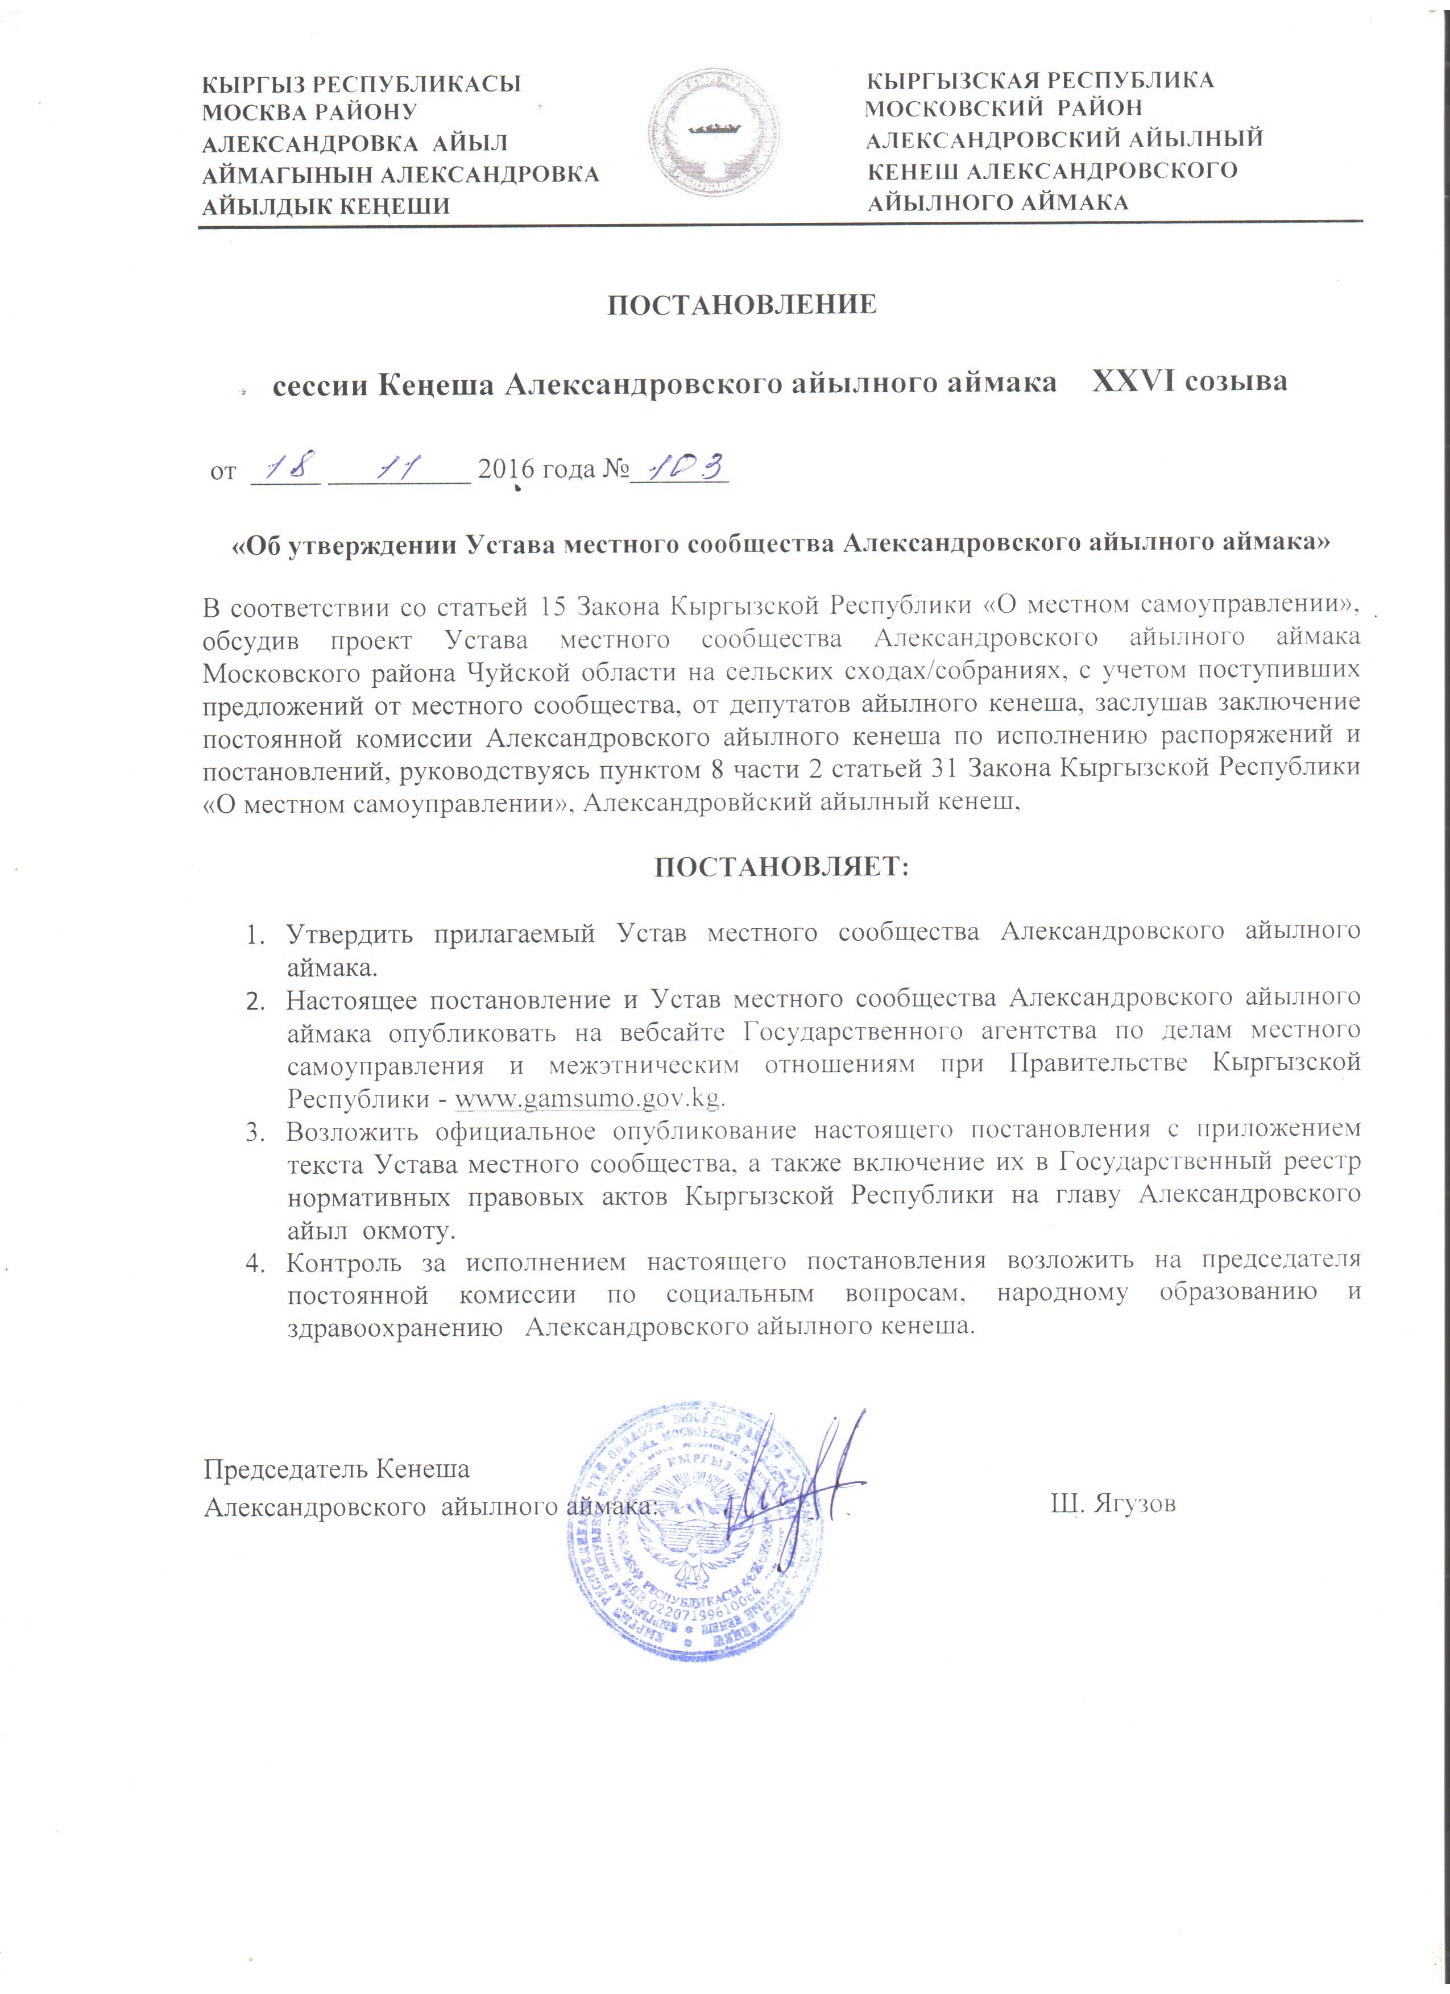 КЫРГЫЗ РЕСПУБЛИКАСЫ
МОСКВА РАЙОНУ
АЛЕКСАНДРОВКА АЙЫЛ
АЙМАГЫНЫН АЛЕКСАНДРОВКА
АЙЫЛДЫК КЕҢЕШИ
КЫРГЫЗСКАЯ РЕСПУБЛИКА
МОСКОВСКИЙ РАЙОН
АЛЕКСАНДРОВСКИЙ АЙЫЛНЫЙ
КЕНЕШ АЛЕКСАНДРОВСКОГО
АЙЫЛНОГО АЙМАКА
ПОСТАНОВЛЕНИЕ
сессии Кеңеша Александровского айылного аймака XXVI созыва
от 18 11 2016 года № 103
«Об утверждении Устава местного сообщества Александровского айылного аймака»
В соответствии со статьей 15 Закона Кыргызской Республики «О местном самоуправлении»,
обсудив проект Устава местного сообщества Александровского айылного аймака
Московского района Чуйской области на сельских сходах/собраниях, с учетом поступивших
предложений от местного сообщества, от депутатов айылного кенеша, заслушав заключение
постоянной комиссии Александровского айылного кенеша по исполнению распоряжений и
постановлений, руководствуясь пунктом 8 части 2 статьей 31 Закона Кыргызской Республики
«О местном самоуправлении», Александровйский айылный кенеш,
ПОСТАНОВЛЯЕТ:
1. Утвердить прилагаемый Устав местного сообщества Александровского айылного
аймака.
2. Настоящее постановление и Устав местного сообщества Александровского айылного
аймака опубликовать на вебсайте Государственного агентства по делам местного
самоуправления и межэтническим отношениям при Правительстве Кыргызской
Республики - www.gamsumo.gov.kg.
3. Возложить официальное опубликование настоящего постановления с приложением
текста Устава местного сообщества, а также включение их в Государственный реестр
нормативных правовых актов Кыргызской Республики на главу Александровского
айыл окмоту.
4. Контроль за исполнением настоящего постановления возложить на председателя
постоянной комиссии по социальным вопросам, народному образованию и
здравоохранению Александровского айылного кенеша.
Председатель Кенеша
Александровского айылного аймака:
Ш. Ягузов
КЫРГЫЗ
РЕСПУБЛИКАСЫ
ИНН 02207199610064